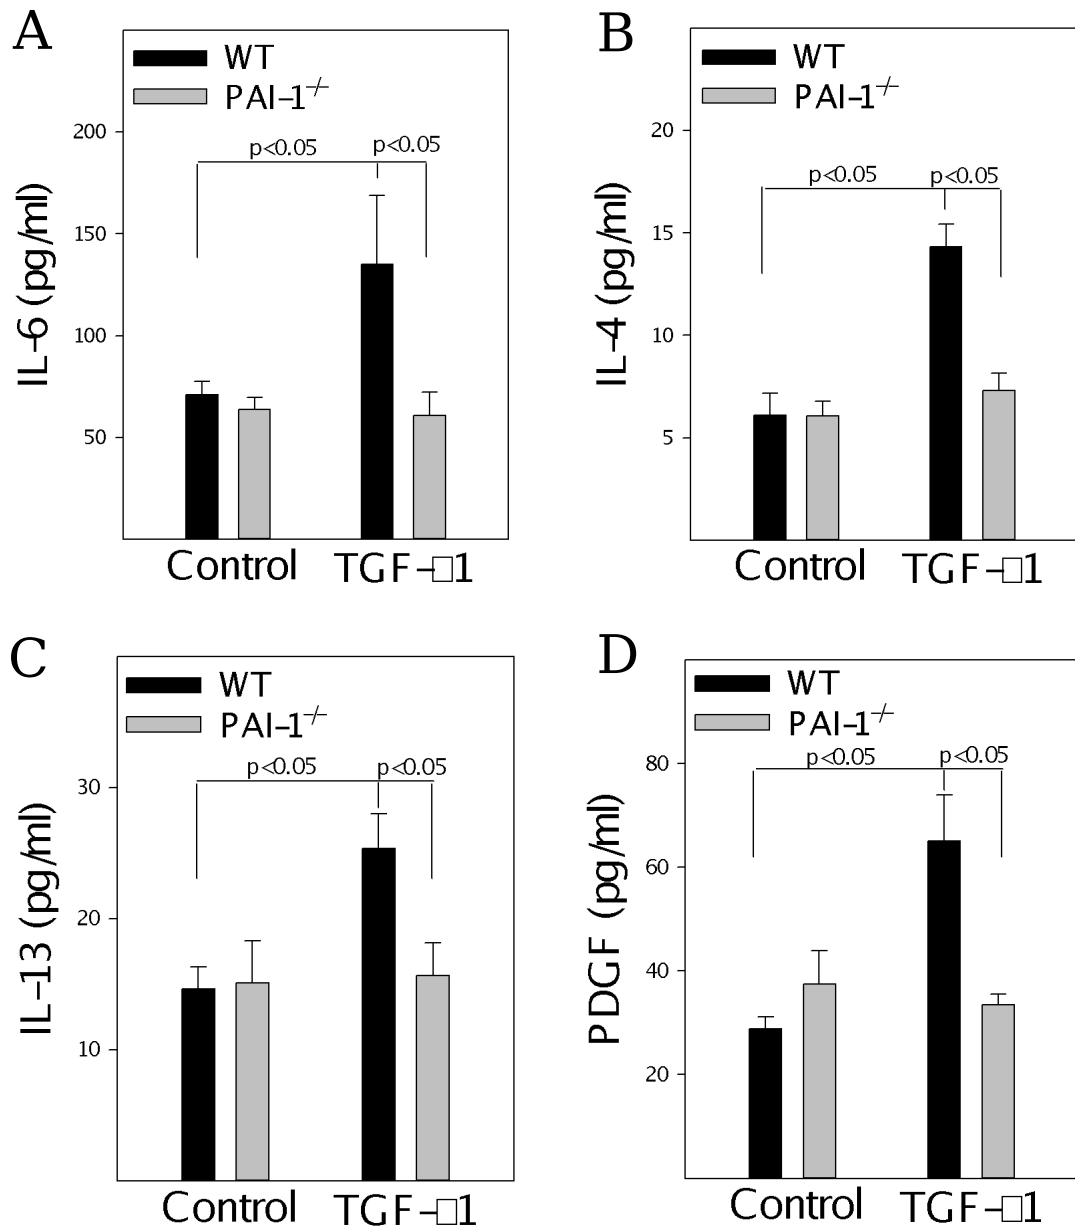 A
WT
PAI-1-/-
200
150
100
50
IL-6 (pg/ml)
p<0.05 p<0.05
Control TGF-□1
B
WT
PAI-1-/-
20
15
10
5
IL-4 (pg/ml)
p<0.05 p<0.05
Control TGF-□1
C
WT
PAI-1-/-
30
20
10
IL-13 (pg/ml)
p<0.05 p<0.05
Control TGF-□1
D
WT
PAI-1-/-
80
60
40
20
PDGF (pg/ml)
p<0.05 p<0.05
Control TGF-□1